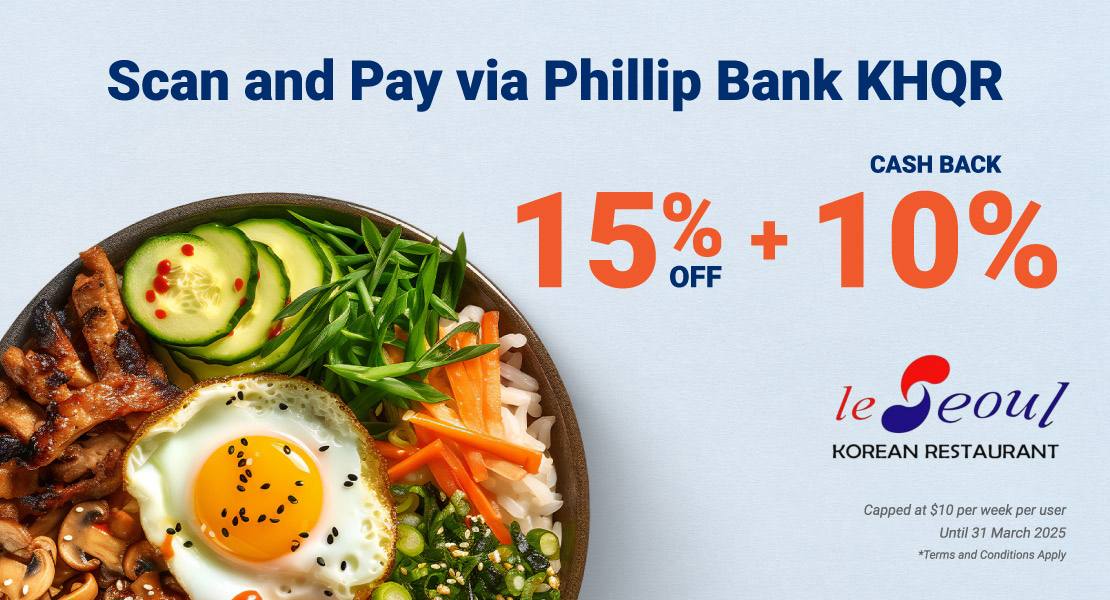 Scan and Pay via Phillip Bank KHQR
CASH BACK
15% OFF + 10%
le Seoul
KOREAN RESTAURANT
Capped at $10 per week per user
Until 31 March 2025
*Terms and Conditions Apply